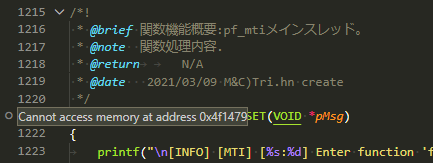 1215 /*!
1216 * @brief 関数機能概要:pf_mtiメインスレッド。
1217 * @note 関数処理内容.
1218 * @return N/A
1219 * @date 2021/03/09 M&C)Tri.hn create
1220 */
Cannot access memory at address 0x4f1479 SET(VOID *pMsg)
1222 {
1223 printf("\n[INFO] [MTI] [%s:%d] Enter function 'f